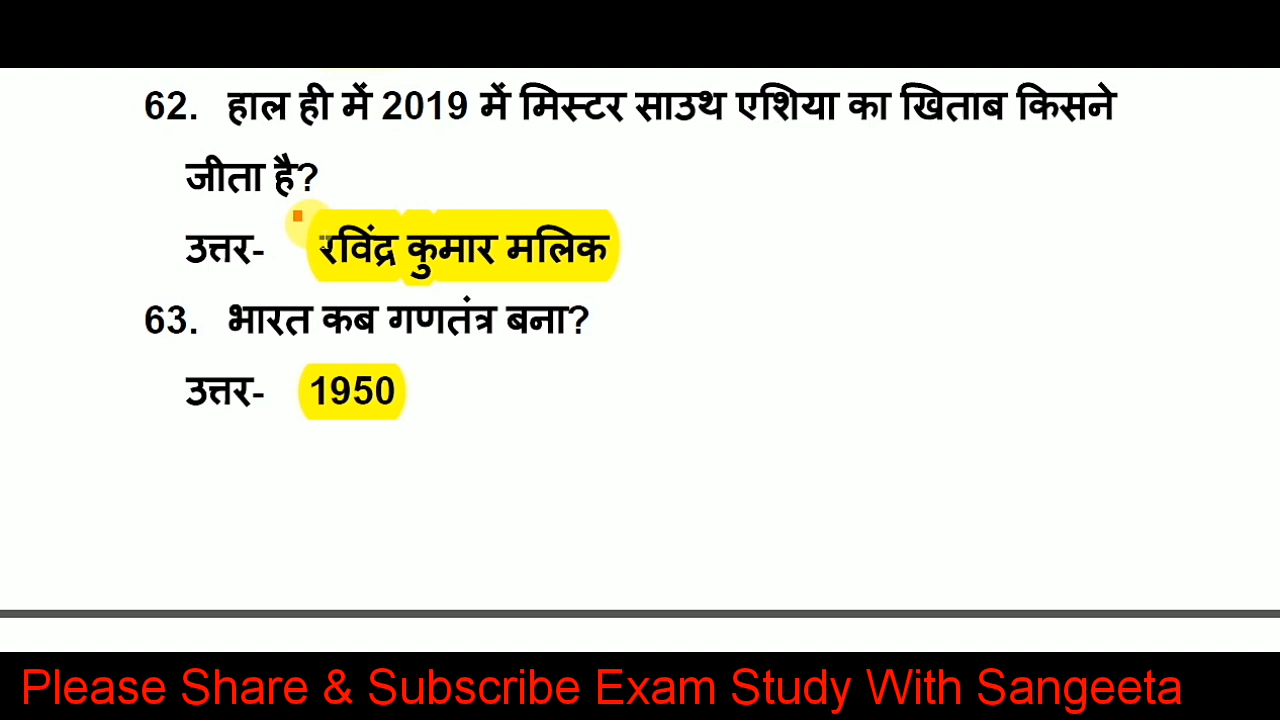 62. हाल ही में 2019 में मिस्टर साउथ एशिया का खिताब किसने
जीता है?
उत्तर- रविंद्र कुमार मलिक
63. भारत कब गणतंत्र बना?
उत्तर- 1950
Please Share & Subscribe Exam Study With Sangeeta